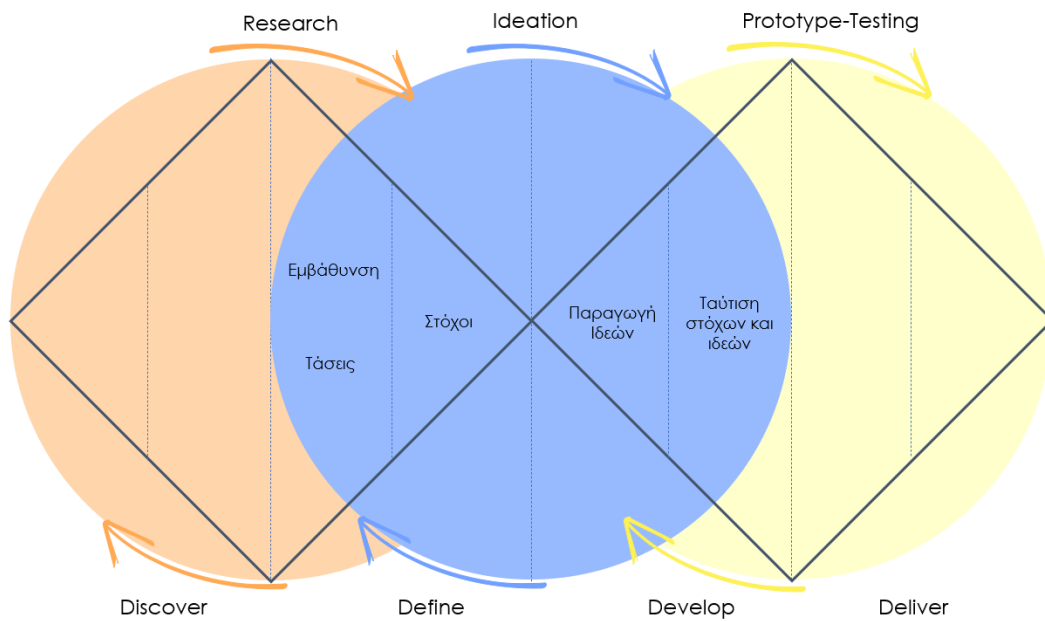 Research
Ideation
Prototype-Testing
Εμβάθυνση
Τάσεις
Στόχοι
Παραγωγή
Ιδεών
Ταύτιση
στόχων και
ιδεών
Discover
Define
Develop
Deliver